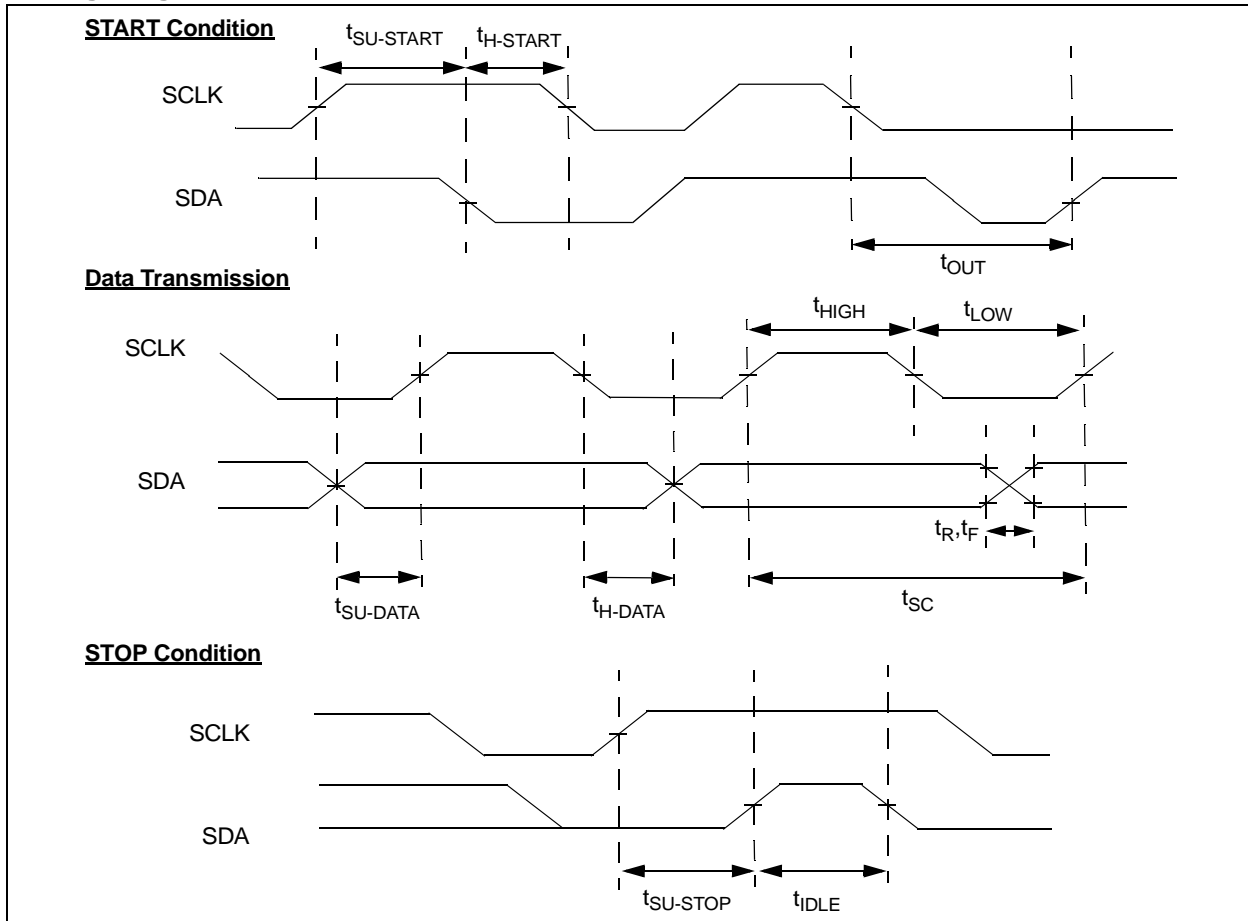 START Condition
tSU-START
tH-START
SCLK
SDA
tOUT
Data Transmission
tHIGH
tLOW
SCLK
SDA
tR,tF
tSU-DATA
tH-DATA
tSC
STOP Condition
SCLK
SDA
tSU-STOP
tIDLE